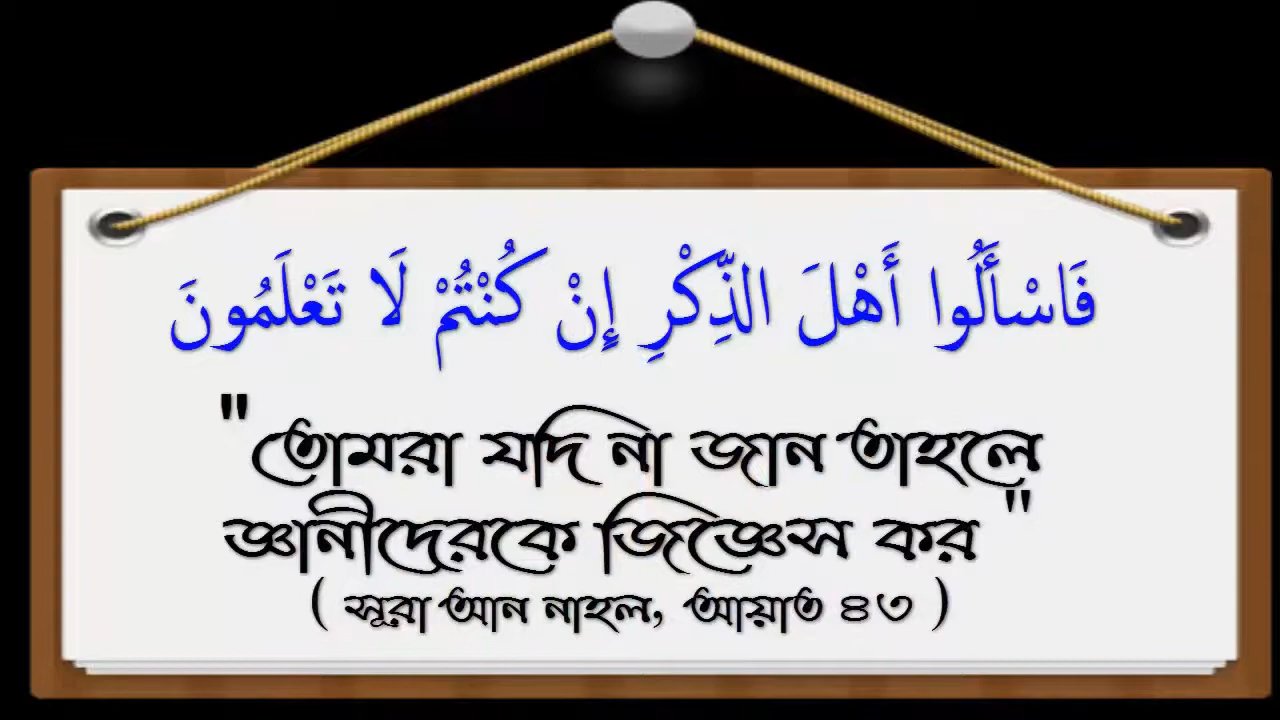 فَاسْأَلُوا أَهْلَ الذِّكْرِ إِنْ كُنْتُمْ لَا تَعْلَمُونَ
"তোমরা যদি না জান তাহলে
জ্ঞানীদেরকে জিজ্ঞেস কর"
( সূরা আন নাহল, আয়াত ৪৩ )